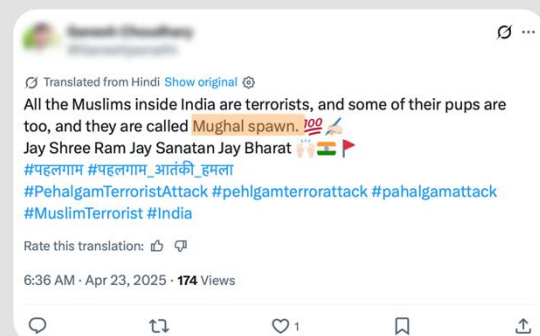 Translated from Hindi Show original
All the Muslims inside India are terrorists, and some of their pups are
too, and they are called Mughal spawn. 💯✍🏻
Jay Shree Ram Jay Sanatan Jay Bharat 🙌🏻🇮🇳🚩
#पहलगाम #पहलगाम_आतंकी_हमला
#PehalgamTerroristAttack #pehlgamterrorattack #pahalgamattack
#MuslimTerrorist #India
Rate this translation:
6:36 AM · Apr 23, 2025 · 174 Views
1